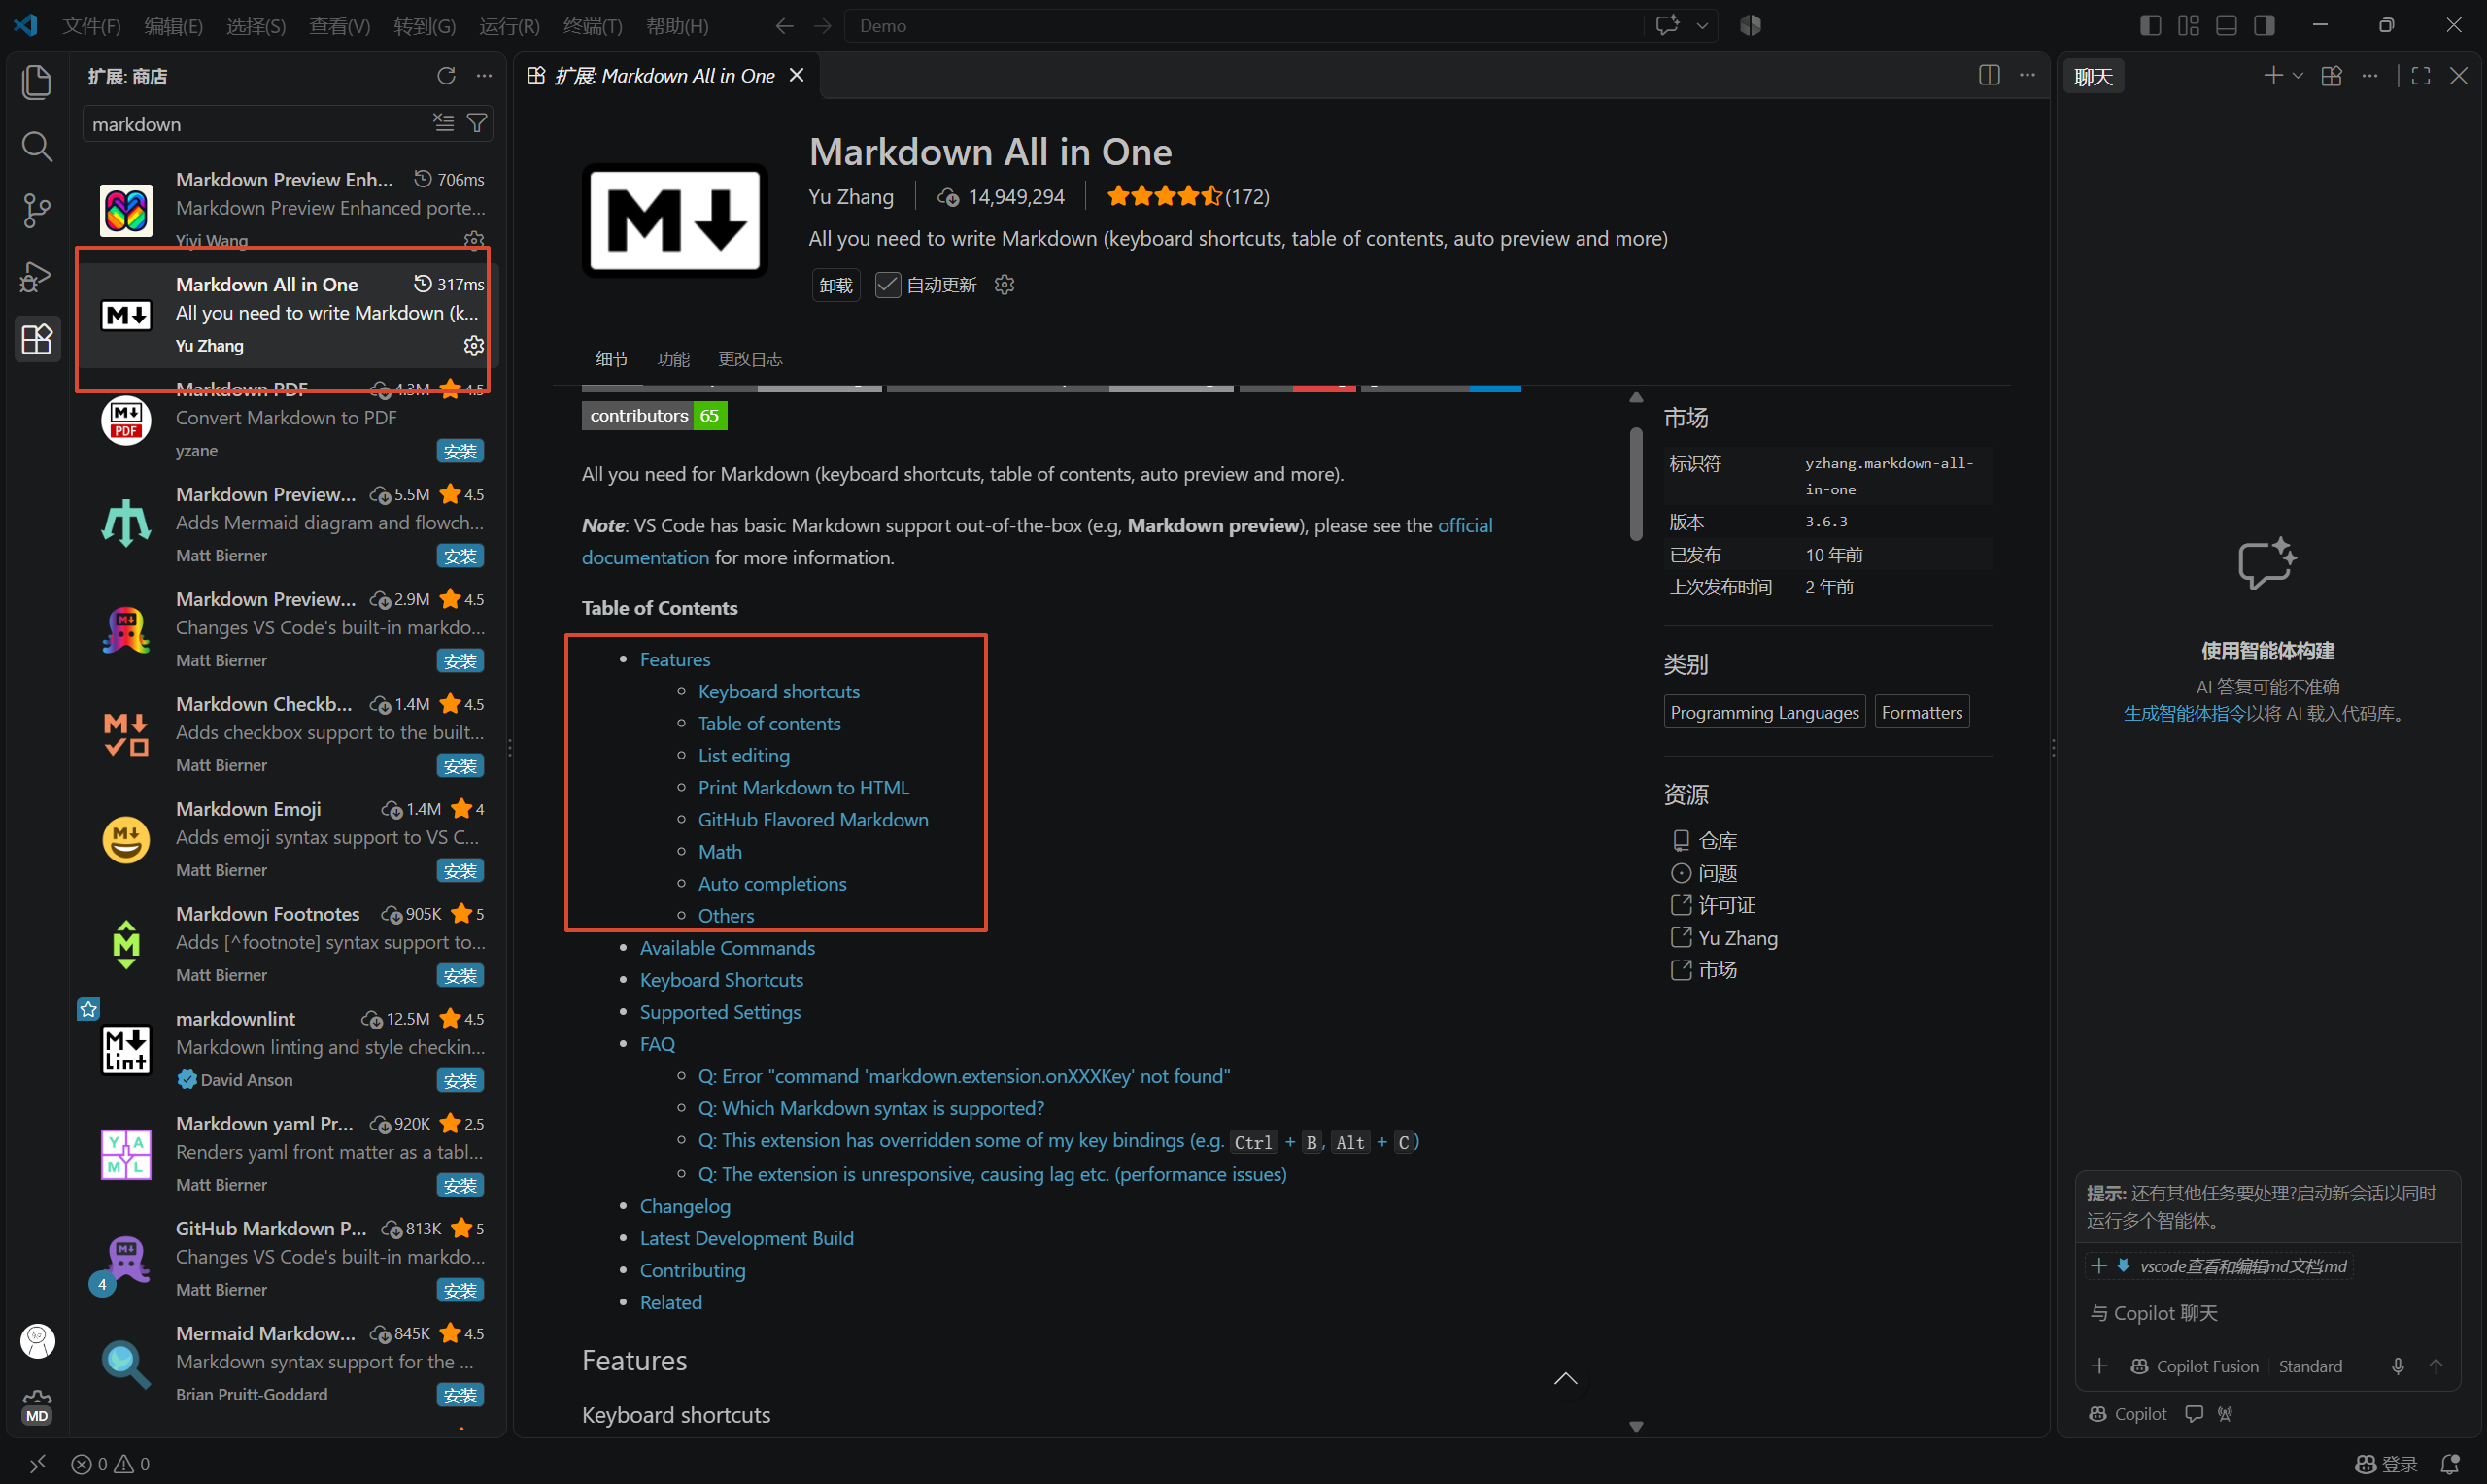 文件(F) 编辑(E) 选择(S) 查看(V) 转到(G) 运行(R) 终端(T) 帮助(H)
Demo
扩展: 商店
markdown
Markdown Preview Enh... 706ms
Markdown Preview Enhanced porte...
Yiyi Wang
Markdown All in One 317ms
M↓
All you need to write Markdown (k...
Yu Zhang
Markdown PDF 4.3M 4.5
M↓
PDF
Convert Markdown to PDF
yzane
安装
Markdown Preview... 5.5M 4.5
Adds Mermaid diagram and flowch...
Matt Bierner
安装
Markdown Preview... 2.9M 4.5
M↓
Changes VS Code's built-in markdo...
Matt Bierner
安装
Markdown Checkb... 1.4M 4.5
M↓
Adds checkbox support to the built...
Matt Bierner
安装
Markdown Emoji 1.4M 4
M↓
Adds emoji syntax support to VS C...
Matt Bierner
安装
Markdown Footnotes 905K 5
M
Adds [^footnote] syntax support to...
Matt Bierner
安装
markdownlint 12.5M 4.5
M↓
Lint
Markdown linting and style checkin...
David Anson
安装
Markdown yaml Pr... 920K 2.5
Y A
M L
Renders yaml front matter as a tabl...
Matt Bierner
安装
GitHub Markdown P... 813K 5
M↓
Changes VS Code's built-in markdo...
4
Matt Bierner
安装
Mermaid Markdow... 845K 4.5
Markdown syntax support for the ...
Brian Pruitt-Goddard
安装
MD
0 0
扩展: Markdown All in One
M↓
Markdown All in One
Yu Zhang 14,949,294 (172)
All you need to write Markdown (keyboard shortcuts, table of contents, auto preview and more)
卸载 自动更新
细节 功能 更改日志
contributors 65
All you need for Markdown (keyboard shortcuts, table of contents, auto preview and more).
Note: VS Code has basic Markdown support out-of-the-box (e.g, Markdown preview), please see the official
documentation for more information.
Table of Contents
Features
Keyboard shortcuts
Table of contents
List editing
Print Markdown to HTML
GitHub Flavored Markdown
Math
Auto completions
Others
Available Commands
Keyboard Shortcuts
Supported Settings
FAQ
Q: Error "command 'markdown.extension.onXXXKey' not found"
Q: Which Markdown syntax is supported?
Q: This extension has overridden some of my key bindings (e.g. Ctrl + B, Alt + C)
Q: The extension is unresponsive, causing lag etc. (performance issues)
Changelog
Latest Development Build
Contributing
Related
Features
Keyboard shortcuts
市场
标识符 yzhang.markdown-all-
in-one
版本 3.6.3
已发布 10 年前
上次发布时间 2 年前
类别
Programming Languages Formatters
资源
仓库
问题
许可证
Yu Zhang
市场
聊天
使用智能体构建
AI 答复可能不准确
生成智能体指令以将 AI 载入代码库。
提示: 还有其他任务要处理?启动新会话以同时
运行多个智能体。
vscode查看和编辑md文档.md
与 Copilot 聊天
Copilot Fusion Standard
Copilot
登录